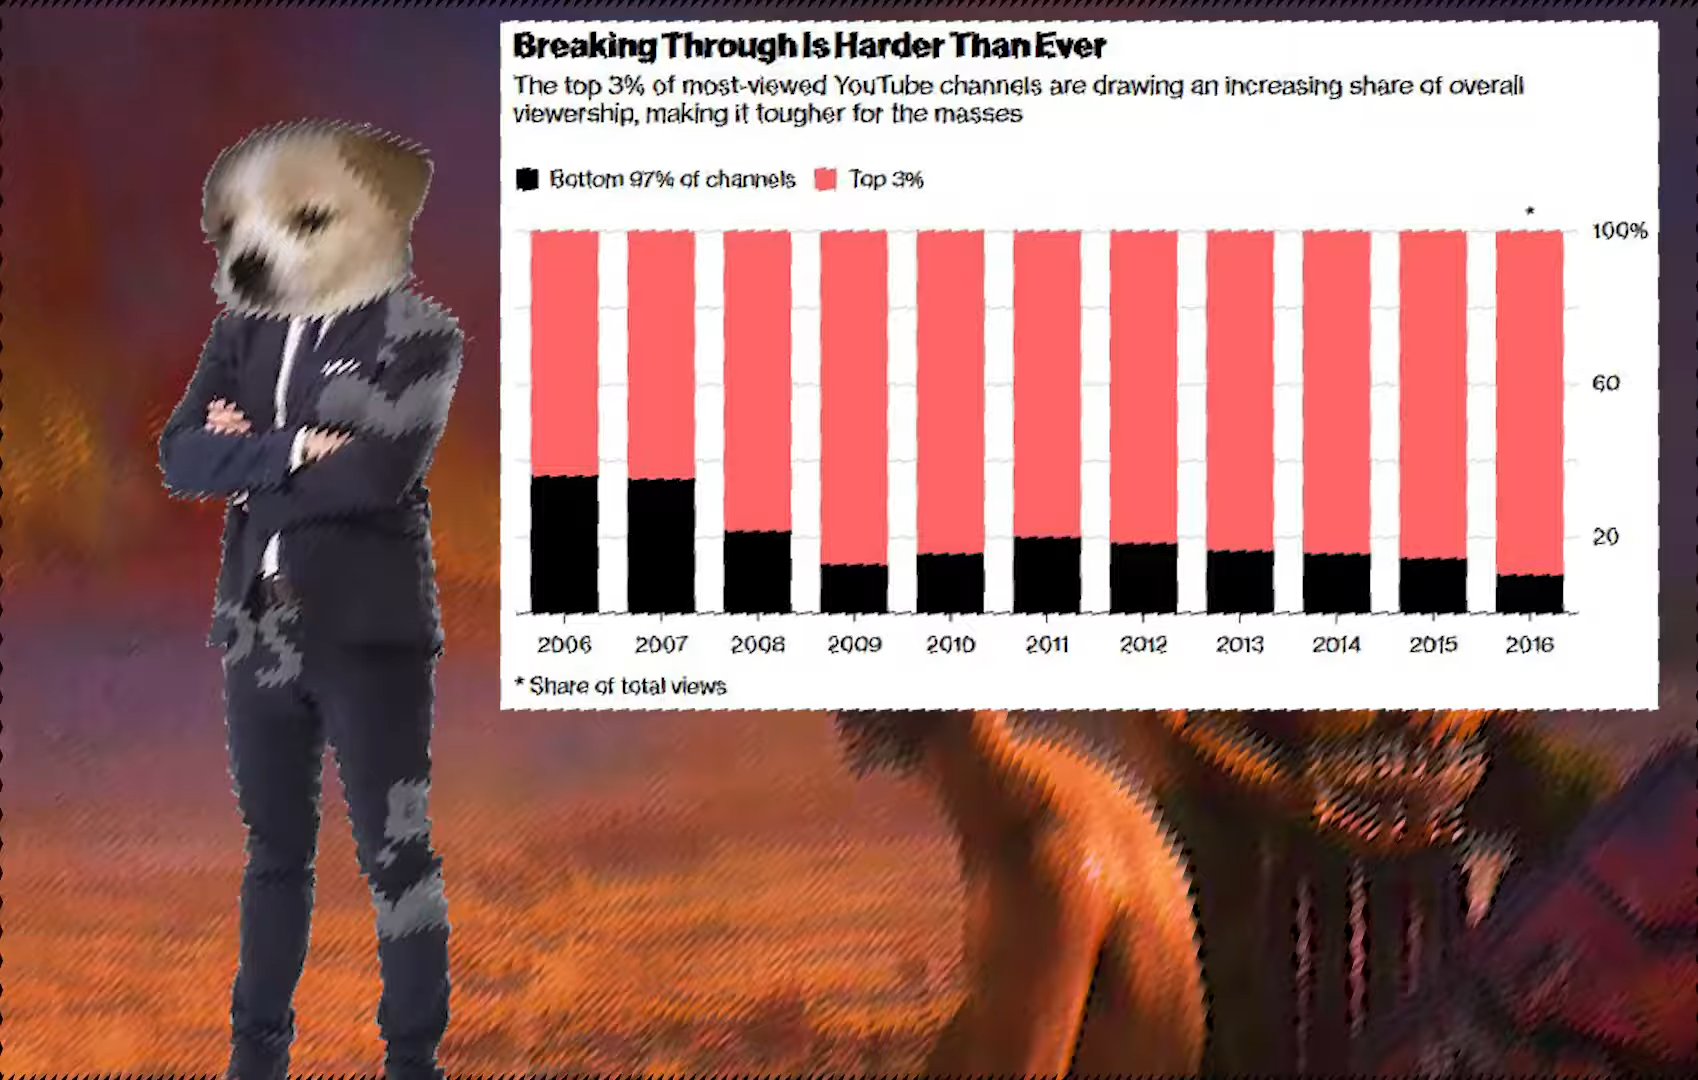 Breaking Through Is Harder Than Ever
The top 3% of most-viewed YouTube channels are drawing an increasing share of overall
viewership, making it tougher for the masses
Bottom 97% of channels Top 3%
*
100%
60
20
2006 2007 2008 2009 2010 2011 2012 2013 2014 2015 2016
* Share of total views